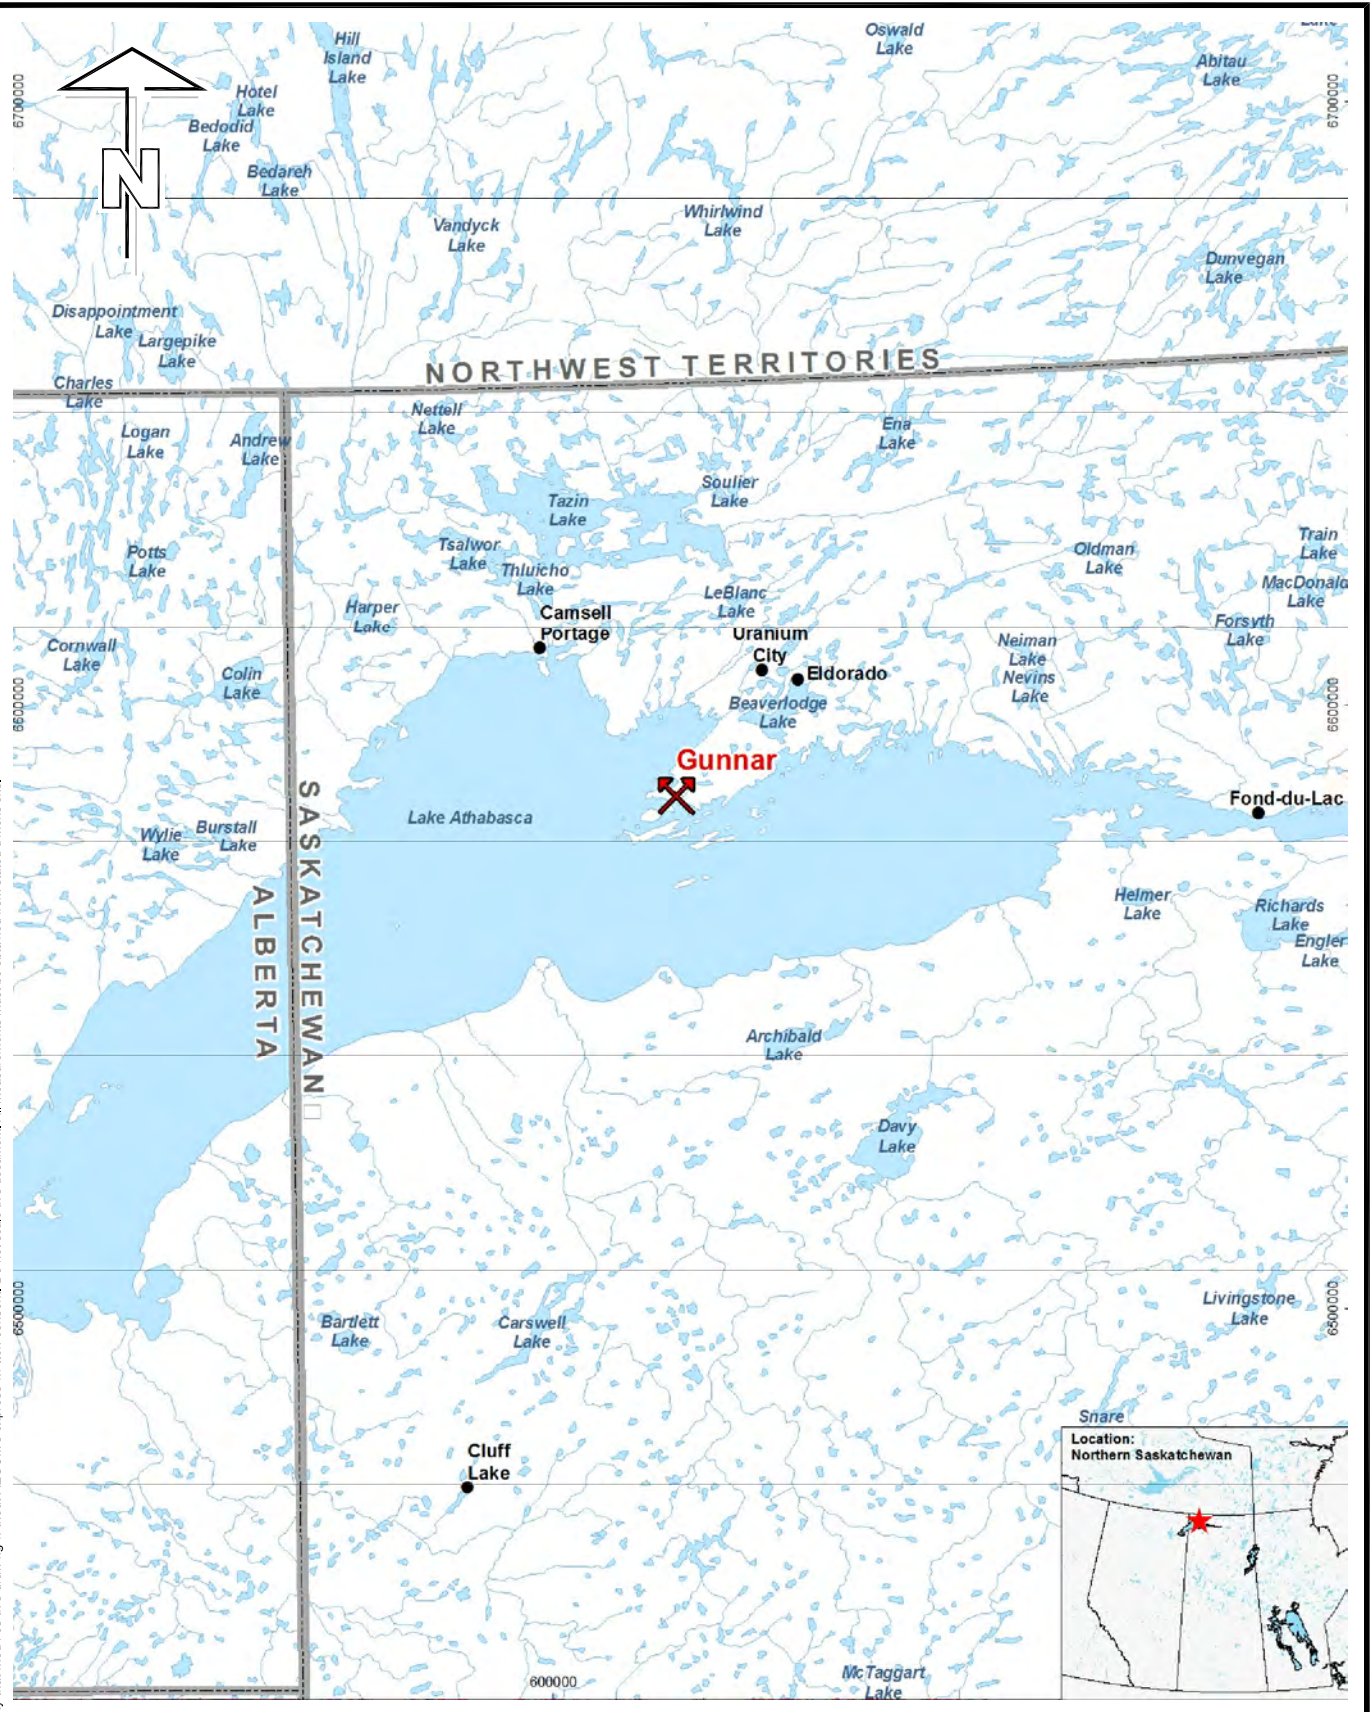 Lake
Oswald
Lake
Hill
Island
Lake
Abitau
Lake
6700000
6700000
Hotel
Lake
Bedodid
Lake
Bedareh
Lake
N
Vandyck
Lake
Whirlwind
Lake
Dunvegan
Lake
Disappointment
Lake
Largepike
Lake
NORTHWEST TERRITORIES
Charles
Lake
Nettell
Lake
Ena
Lake
Logan
Lake
Andrew
Lake
Soulier
Lake
Tazin
Lake
Train
Lake
Potts
Lake
Tsalwor
Lake
Oldman
Lake
Thluicho
Lake
MacDonald
Lake
LeBlanc
Lake
Harper
Lake
Camsell
Portage
Forsyth
Lake
Cornwall
Lake
Uranium
City
Neiman
Lake
Nevins
Lake
Colin
Lake
Eldorado
Beaverlodge
Lake
6600000
6600000
Gunnar
SASKATCHEWAN
Fond-du-Lac
Lake Athabasca
Wylie
Lake
Burstall
Lake
ALBERTA
Helmer
Lake
Richards
Lake
Engler
Lake
Archibald
Lake
Davy
Lake
6500000
6500000
Livingstone
Lake
Bartlett
Lake
Carswell
Lake
Snare
Location:
Northern Saskatchewan
Cluff
Lake
McTaggart
Lake
600000